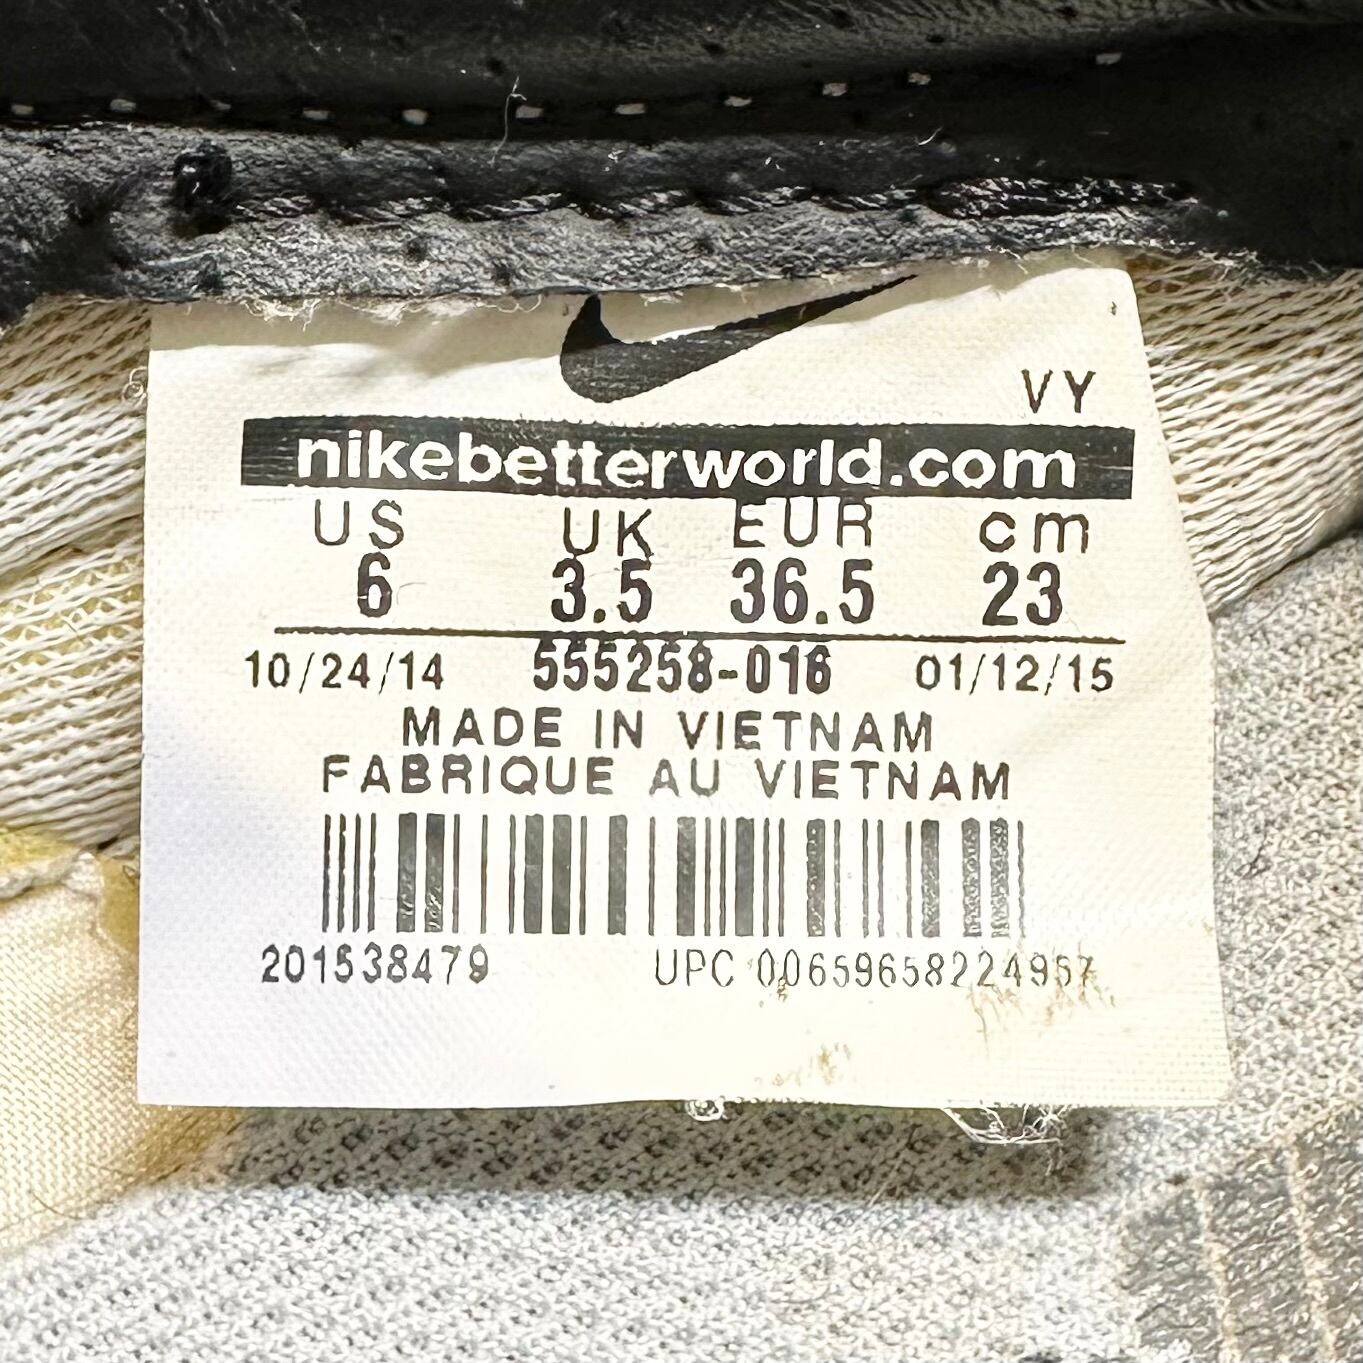 VY
nikebetterworld.com
US UK EUR cm
6 3.5 36.5 23
10/24/14 555258-016 01/12/15
MADE IN VIETNAM
FABRIQUE AU VIETNAM
201538479 UPC 00659658224957